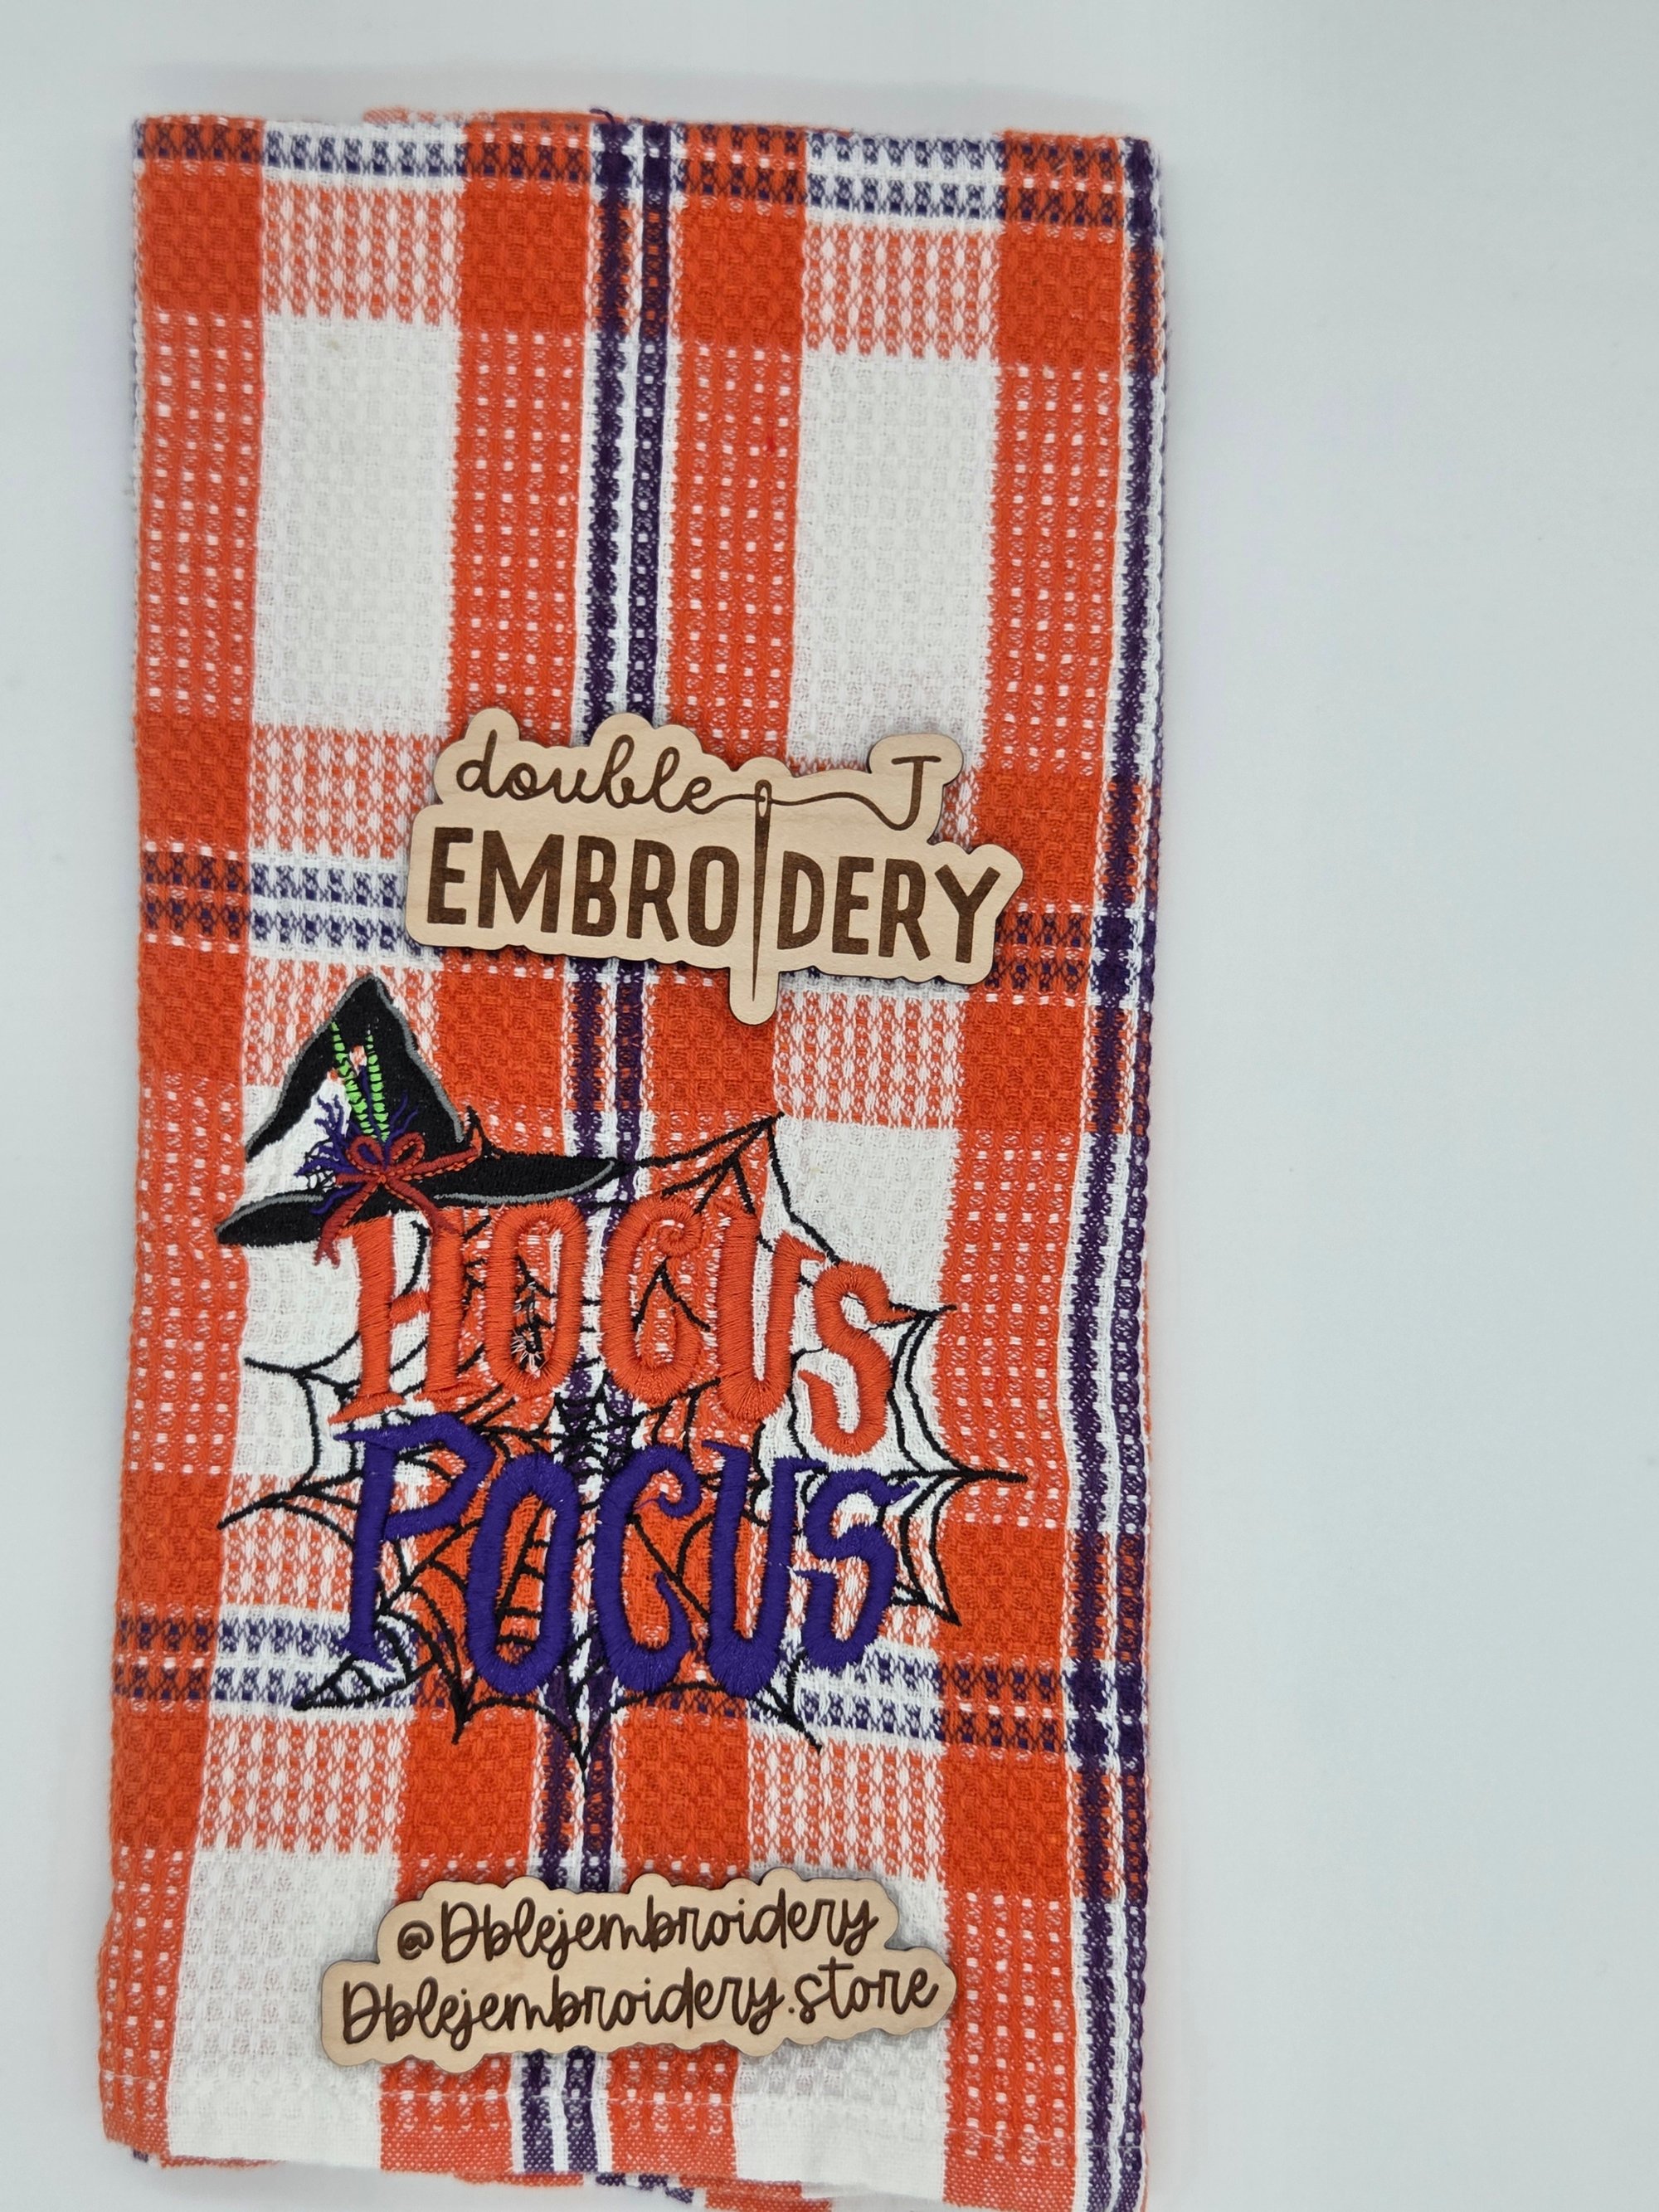 double J
EMBROIDERY
HOCUS
POCUS
@Dblejembroidery
Dblejembroidery.store